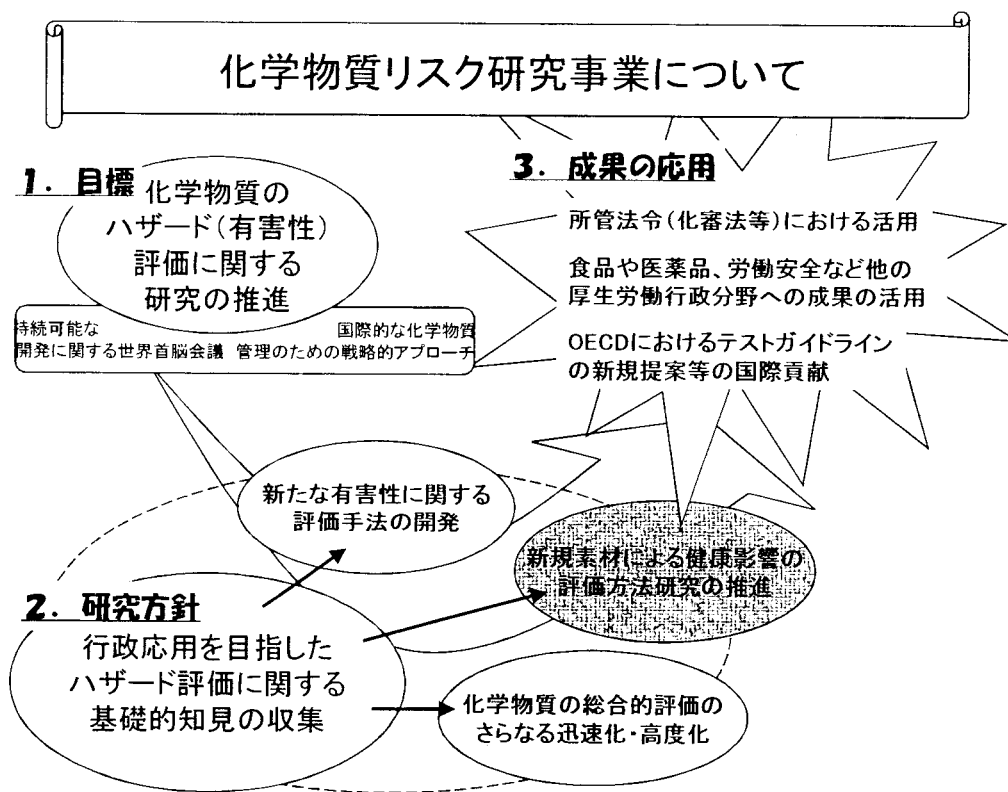 化学物質リスク研究事業について
1. 目標
化学物質の
ハザード(有害性)
評価に関する
研究の推進
持続可能な
開発に関する世界首脳会議
国際的な化学物質
管理のための戦略的アプローチ
3. 成果の応用
所管法令(化審法等)における活用
食品や医薬品、労働安全など他の
厚生労働行政分野への成果の活用
OECDにおけるテストガイドライン
の新規提案等の国際貢献
新たな有害性に関する
評価手法の開発
新規素材による健康影響の
評価方法研究の推進
2. 研究方針
行政応用を目指した
ハザード評価に関する
基礎的知見の収集
化学物質の総合的評価の
さらなる迅速化・高度化